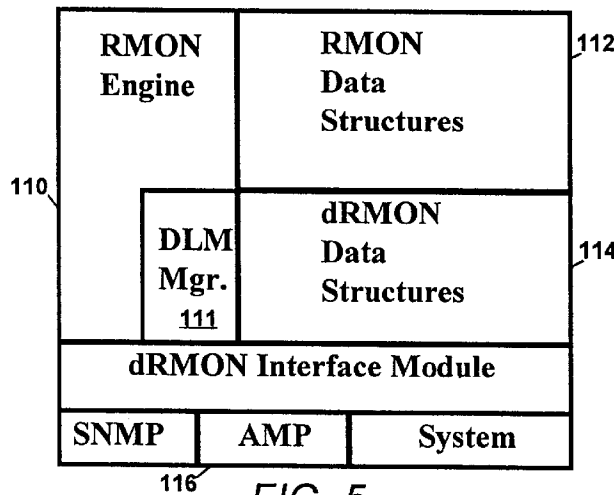 RMON
Engine
RMON
Data
Structures
112
110
DLM
Mgr.
111
dRMON
Data
Structures
114
dRMON Interface Module
SNMP
AMP
System
116
FIG. 5